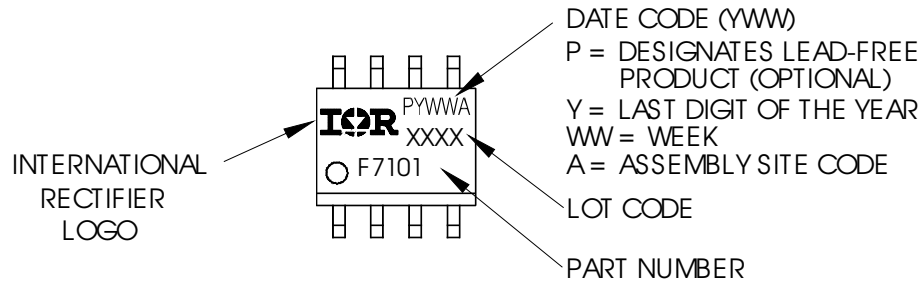 DATE CODE (YWW)
P = DESIGNATES LEAD-FREE
PRODUCT (OPTIONAL)
Y = LAST DIGIT OF THE YEAR
WW = WEEK
A = ASSEMBLY SITE CODE
LOT CODE
PART NUMBER
INTERNATIONAL
RECTIFIER
LOGO
IOR
PYWWA
XXXX
F7101